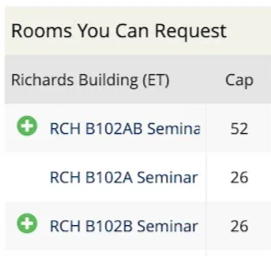 Rooms You Can Request
Richards Building (ET) Cap
RCH B102AB Semina 52
RCH B102A Seminar 26
RCH B102B Seminar 26